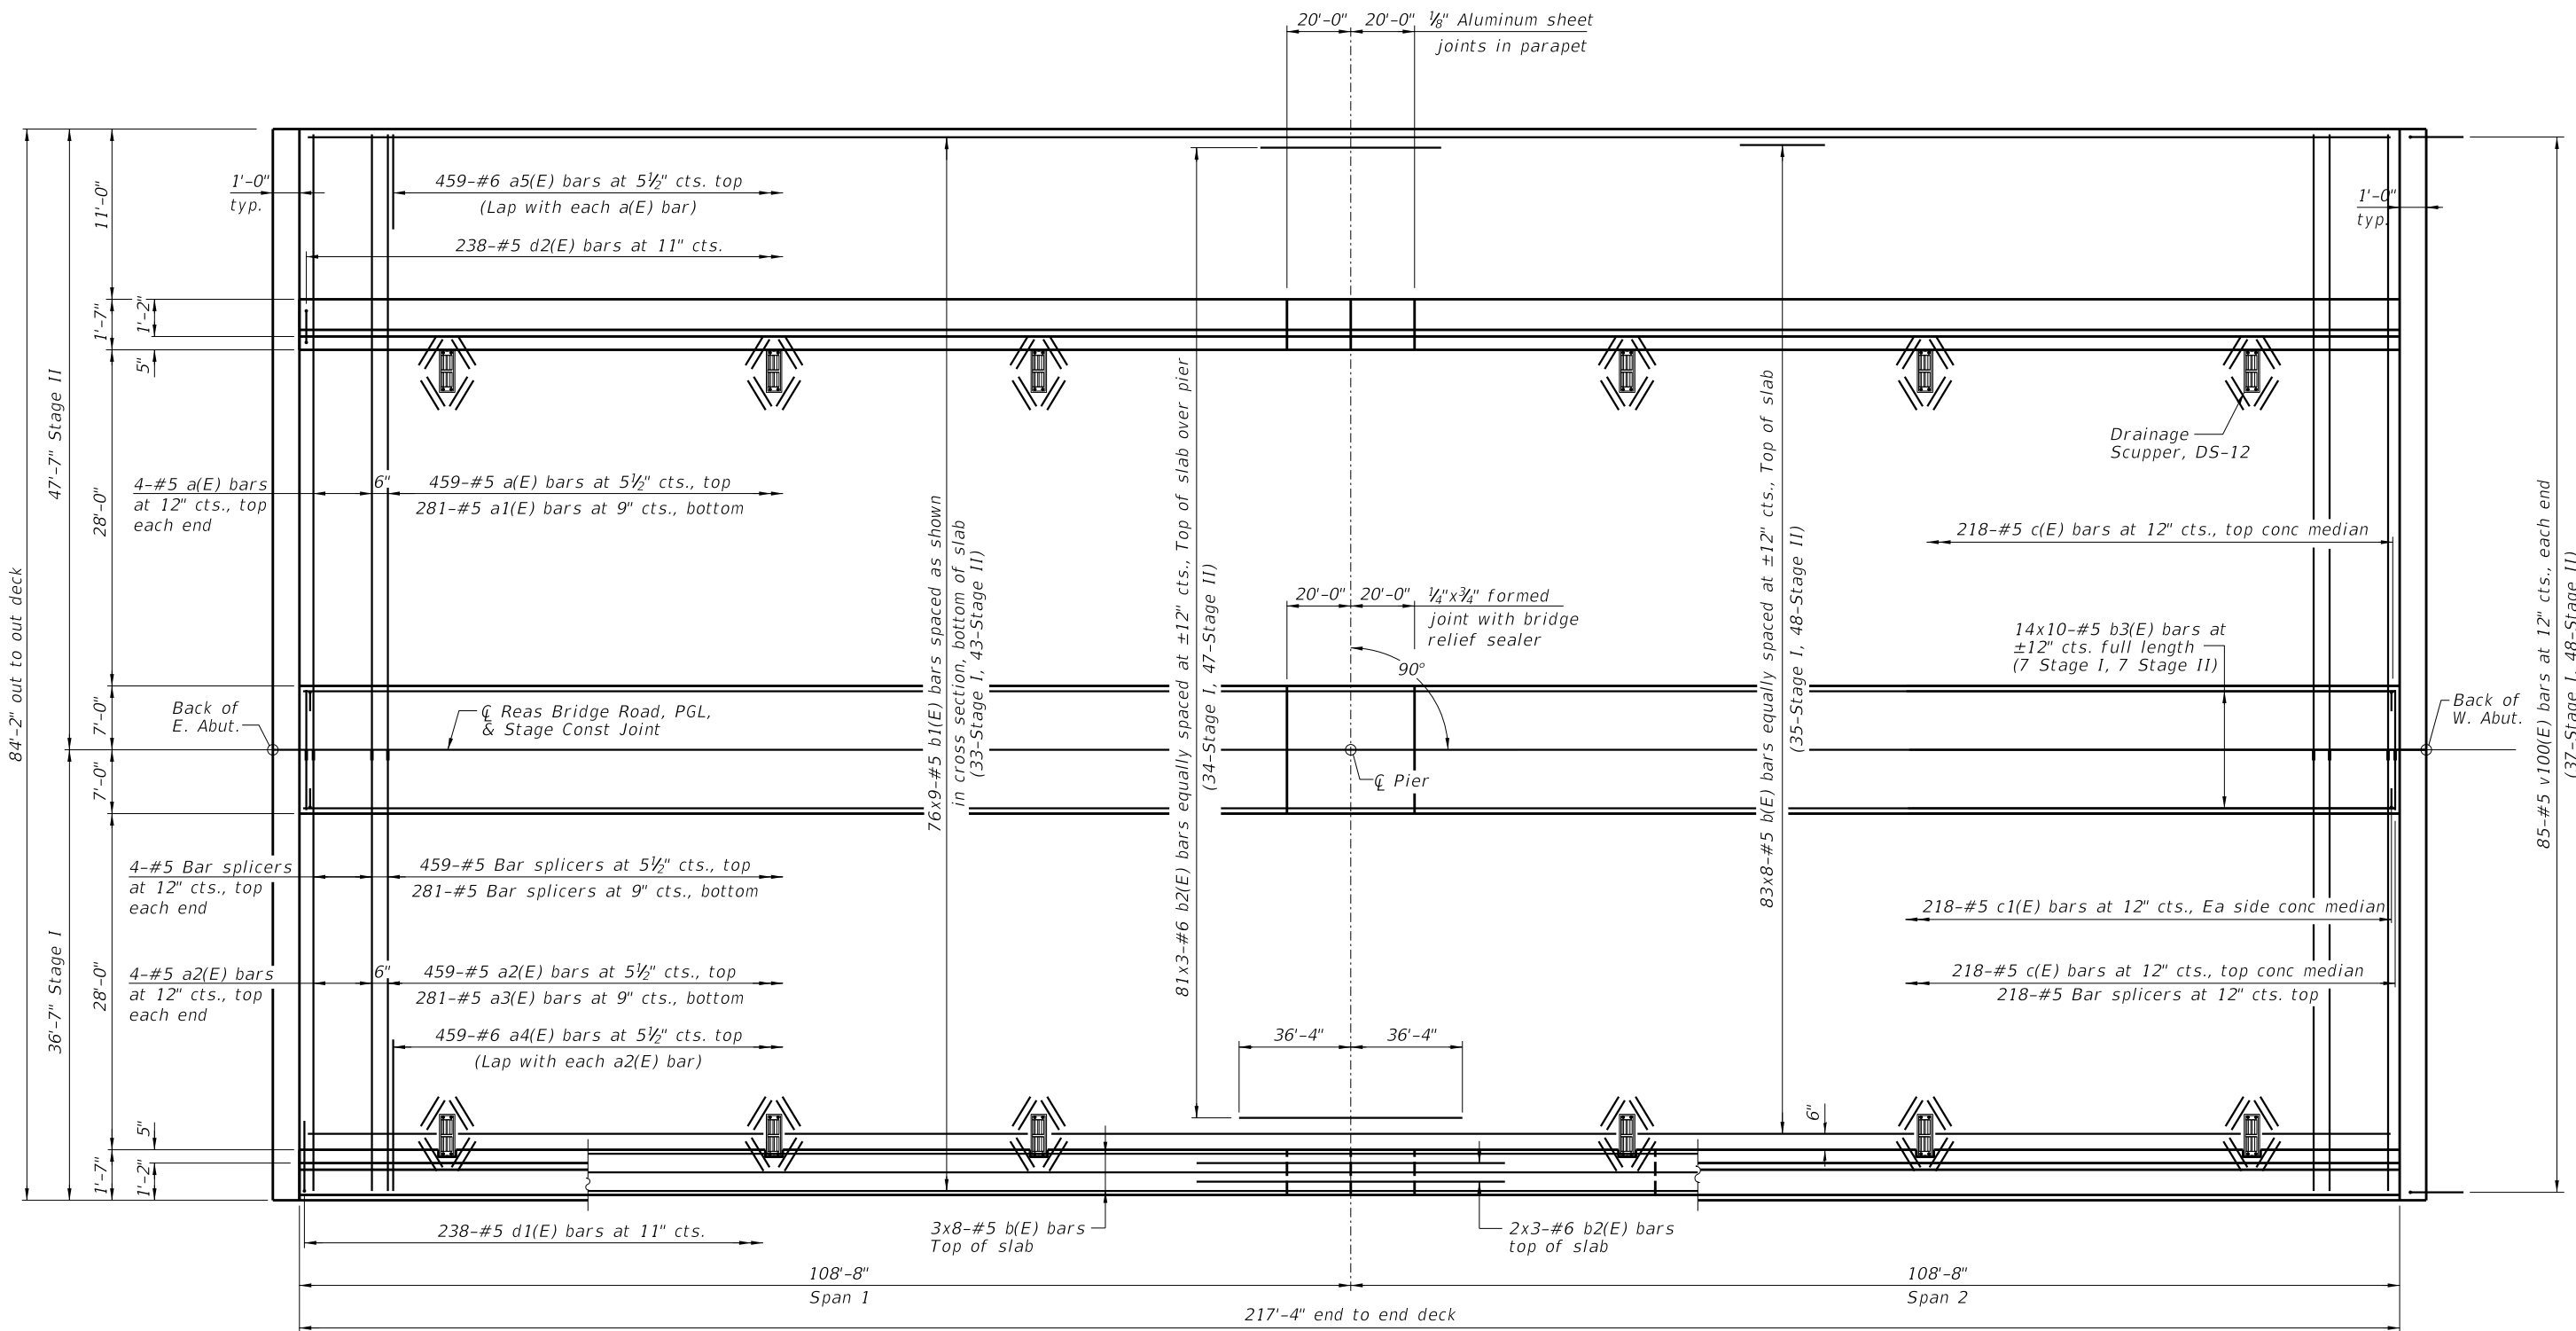 20'-0" 20'-0" ⅛" Aluminum sheet
joints in parapet
1'-0"
typ.
459-#6 a5(E) bars at 5½" cts. top
(Lap with each a(E) bar)
238-#5 d2(E) bars at 11" cts.
1'-0"
typ.
11'-0"
1'-7"
1'-2"
5"
47'-7" Stage II
28'-0"
84'-2" out to out deck
4-#5 a(E) bars
at 12" cts., top
each end
6"
459-#5 a(E) bars at 5½" cts., top
281-#5 a1(E) bars at 9" cts., bottom
76x9-#5 b1(E) bars spaced as shown
in cross section, bottom of slab
(33-Stage I, 43-Stage II)
81x3-#6 b2(E) bars equally spaced at ±12" cts., Top of slab over pier
(34-Stage I, 47-Stage II)
83x8-#5 b(E) bars equally spaced at ±12" cts., Top of slab
(35-Stage I, 48-Stage II)
Drainage
Scupper, DS-12
85-#5 v100(E) bars at 12" cts., each end
(37-Stage I, 48-Stage II)
218-#5 c(E) bars at 12" cts., top conc median
20'-0" 20'-0" ¼"x¾" formed
joint with bridge
relief sealer
90°
14x10-#5 b3(E) bars at
±12" cts. full length
(7 Stage I, 7 Stage II)
7'-0"
7'-0"
Back of
E. Abut.
℄ Reas Bridge Road, PGL,
& Stage Const Joint
℄ Pier
Back of
W. Abut.
4-#5 Bar splicers
at 12" cts., top
each end
459-#5 Bar splicers at 5½" cts., top
281-#5 Bar splicers at 9" cts., bottom
218-#5 c1(E) bars at 12" cts., Ea side conc median
36'-7" Stage I
28'-0"
4-#5 a2(E) bars
at 12" cts., top
each end
6"
459-#5 a2(E) bars at 5½" cts., top
281-#5 a3(E) bars at 9" cts., bottom
218-#5 c(E) bars at 12" cts., top conc median
218-#5 Bar splicers at 12" cts. top
459-#6 a4(E) bars at 5½" cts. top
(Lap with each a2(E) bar)
36'-4" 36'-4"
6"
5"
1'-7"
1'-2"
238-#5 d1(E) bars at 11" cts.
3x8-#5 b(E) bars
Top of slab
2x3-#6 b2(E) bars
top of slab
108'-8"
Span 1
108'-8"
Span 2
217'-4" end to end deck